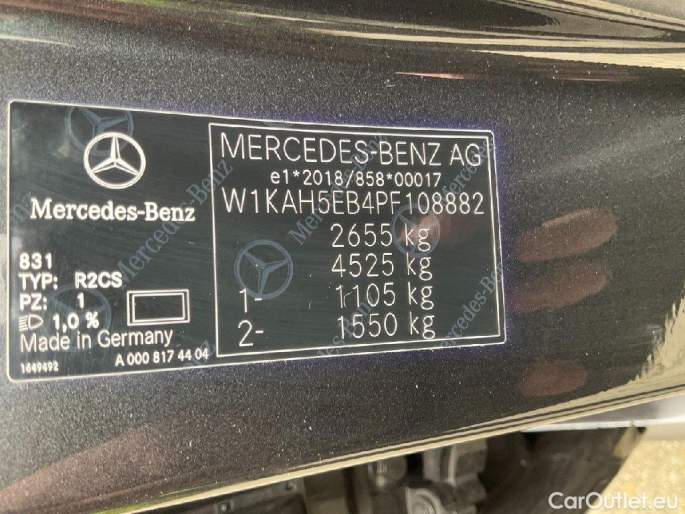 Mercedes-Benz
831
TYP: R2CS
PZ: 1
1,0 %
Made in Germany
1649492 A 000 817 44 04
MERCEDES-BENZ AG
e1*2018/858*00017
W1KAH5EB4PF108882
2655 kg
4525 kg
1- 1105 kg
2- 1550 kg
CarOutlet.eu